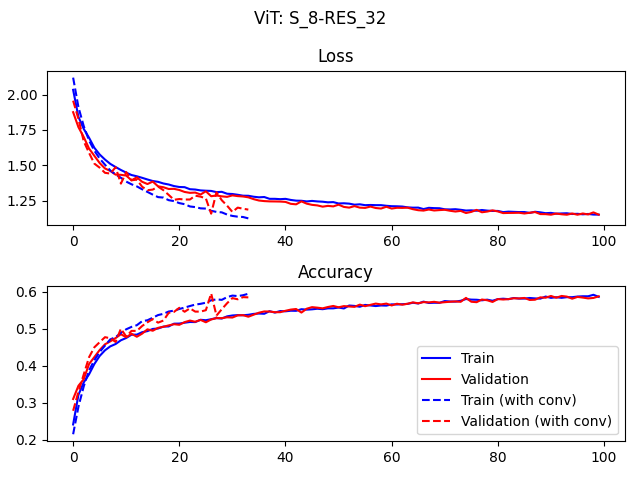 ViT: S_8-RES_32
Loss
2.00
1.75
1.50
1.25
0 20 40 60 80 100
Accuracy
0.6
0.5
0.4
0.3
0.2
Train
Validation
Train (with conv)
Validation (with conv)
0 20 40 60 80 100